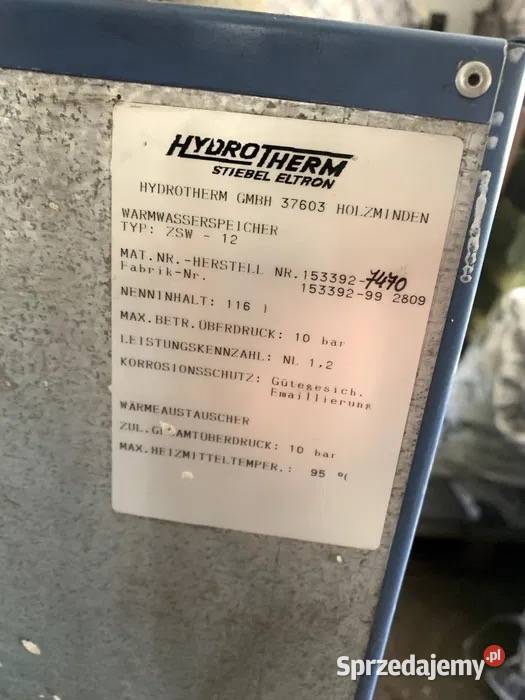 HYDROTHERM
STIEBEL ELTRON
HYDROTHERM GMBH 37603 HOLZMINDEN
WARMWASSERSPEICHER
TYP: ZSW - 12
MAT.NR.-HERSTELL NR.153392-7470
Fabrik-Nr. 153392-99 2809
NENNINHALT: 116 l
MAX.BETR.ÜBERDRUCK: 10 bar
LEISTUNGSKENNZAHL: NL 1,2
KORROSIONSSCHUTZ: Gütegesich.
Emaillierung
WÄRMEAUSTAUSCHER
ZUL.GESAMTÜBERDRUCK: 10 bar
MAX.HEIZMITTELTEMPER.: 95 °C
Sprzedajemy.pl